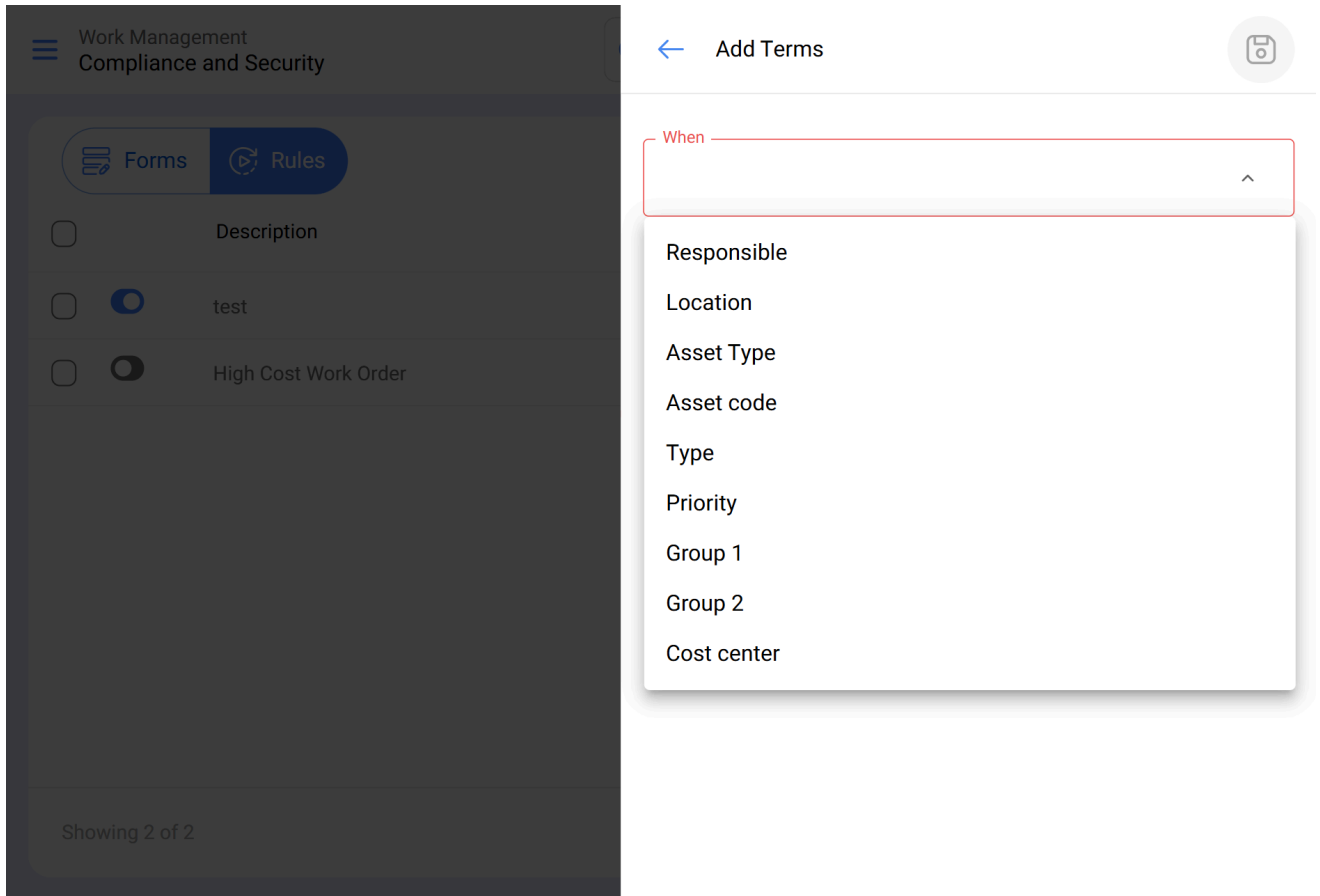 Work Management
Compliance and Security
Forms
Rules
Description
test
High Cost Work Order
Showing 2 of 2
Add Terms
When
Responsible
Location
Asset Type
Asset code
Type
Priority
Group 1
Group 2
Cost center